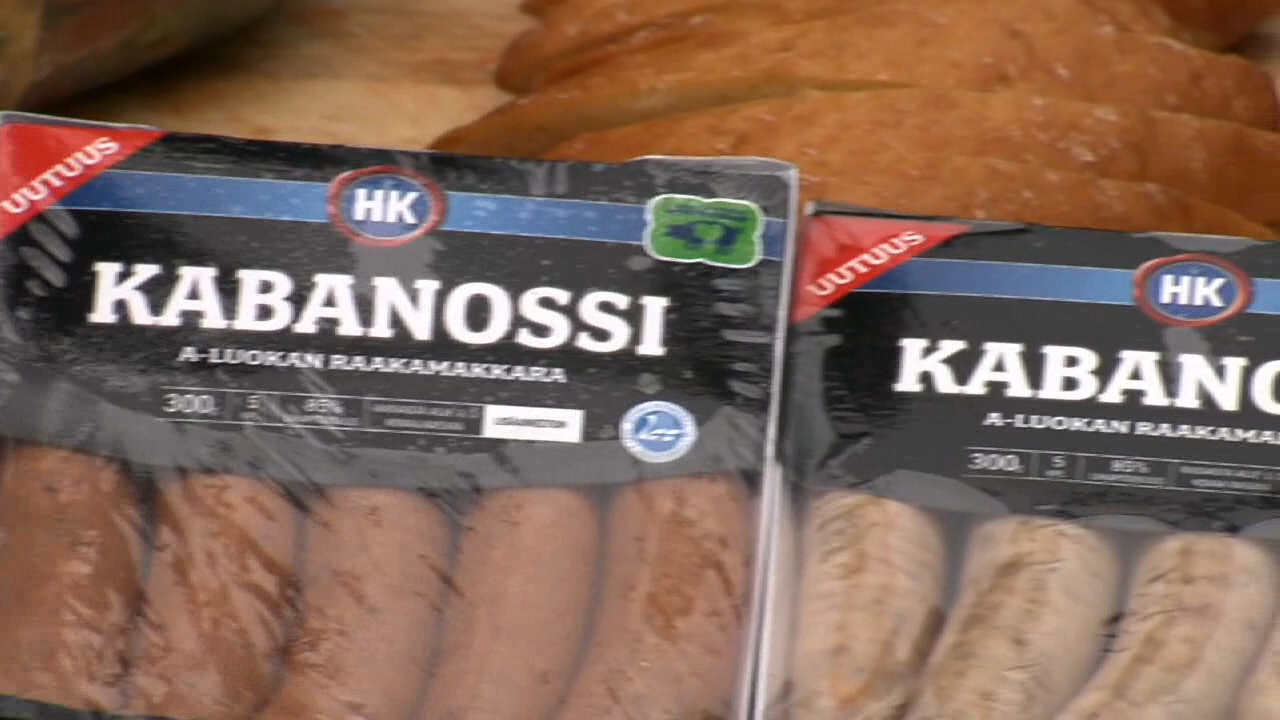 UUTUUS
HK
KABANOSSI
A-LUOKAN RAAKAMAKKARA
300g 5 85%
UUTUUS
HK
KABANO
A-LUOKAN RAAKAMA
300g 5 85%